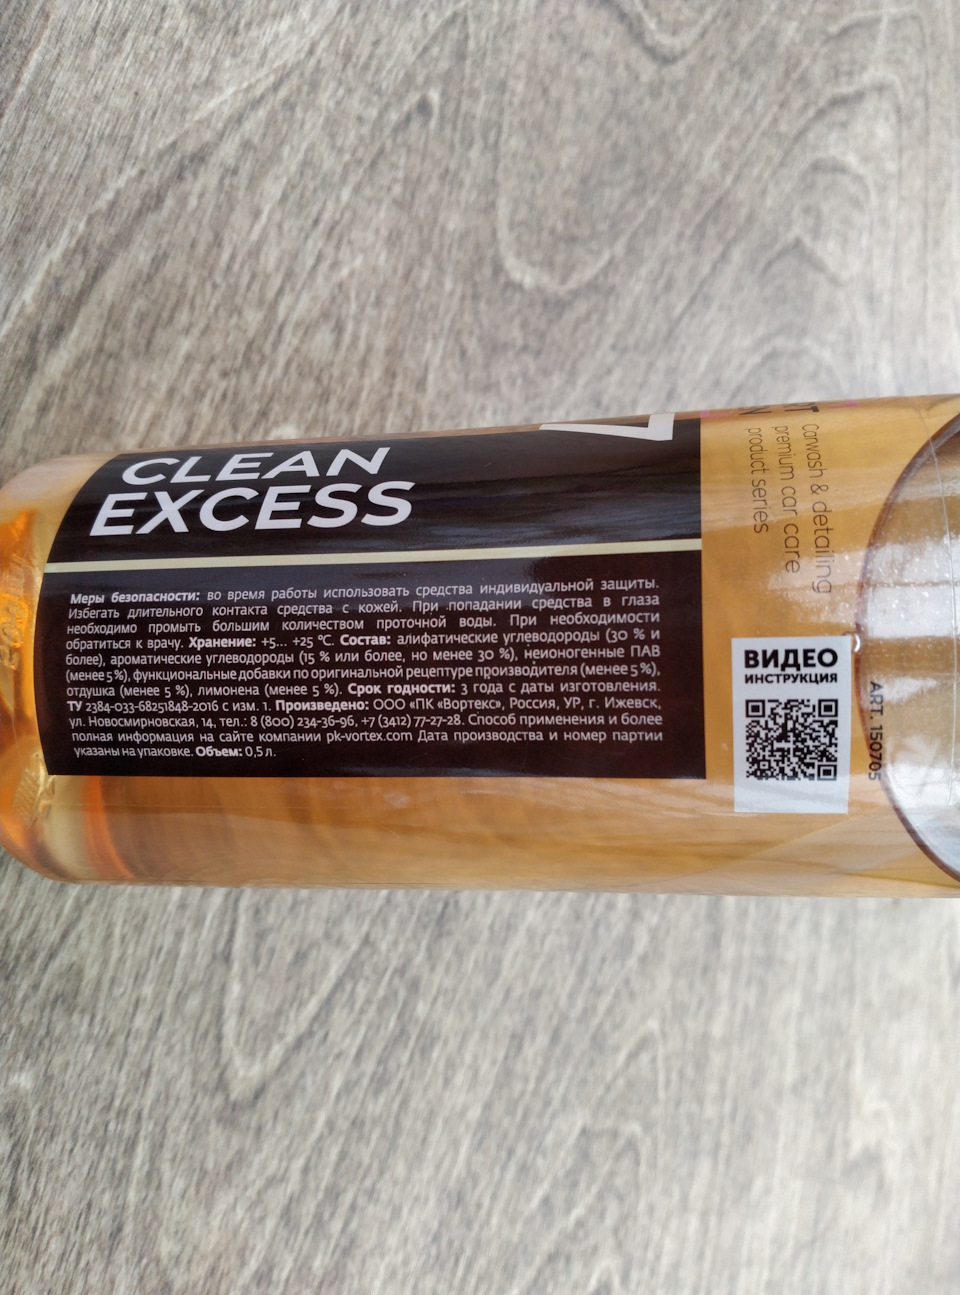 CLEAN
EXCESS
Меры безопасности: во время работы использовать средства индивидуальной защиты.
Избегать длительного контакта средства с кожей. При попадании средства в глаза
необходимо промыть большим количеством проточной воды. При необходимости
обратиться к врачу. Хранение: +5... +25 °С. Состав: алифатические углеводороды (30 % и
более), ароматические углеводороды (15 % или более, но менее 30 %), неионогенные ПАВ
(менее 5 %), функциональные добавки по оригинальной рецептуре производителя (менее 5 %),
отдушка (менее 5 %), лимонена (менее 5 %). Срок годности: 3 года с даты изготовления.
ТУ 2384-033-68251848-2016 с изм. 1. Произведено: ООО «ПК «Вортекс», Россия, УР, г. Ижевск,
ул. Новосмирновская, 14, тел.: 8 (800) 234-36-96, +7 (3412) 77-27-28. Способ применения и более
полная информация на сайте компании pk-vortex.com Дата производства и номер партии
указаны на упаковке. Объем: 0,5 л.
Carwash & detailing
premium car care
product series
ВИДЕО
ИНСТРУКЦИЯ
ART. 150705